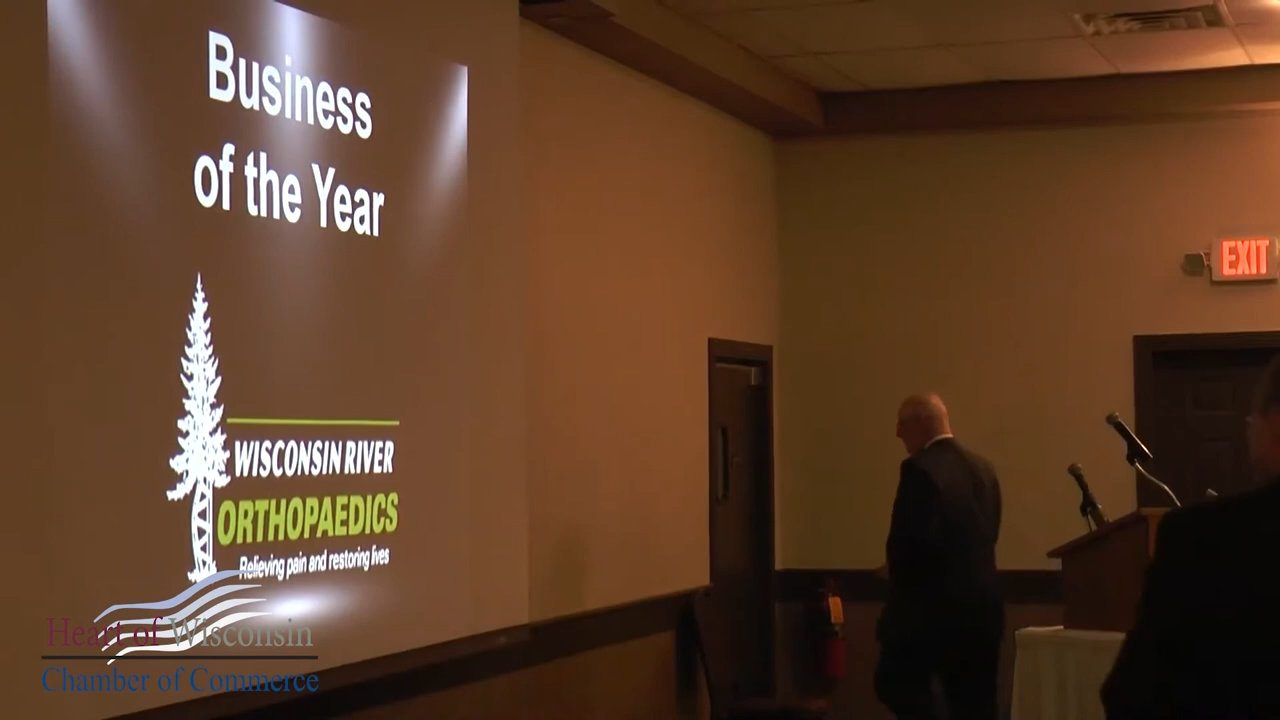 Business
of the Year
WISCONSIN RIVER
ORTHOPAEDICS
Relieving pain and restoring lives
EXIT
Heart of Wisconsin
Chamber of Commerce